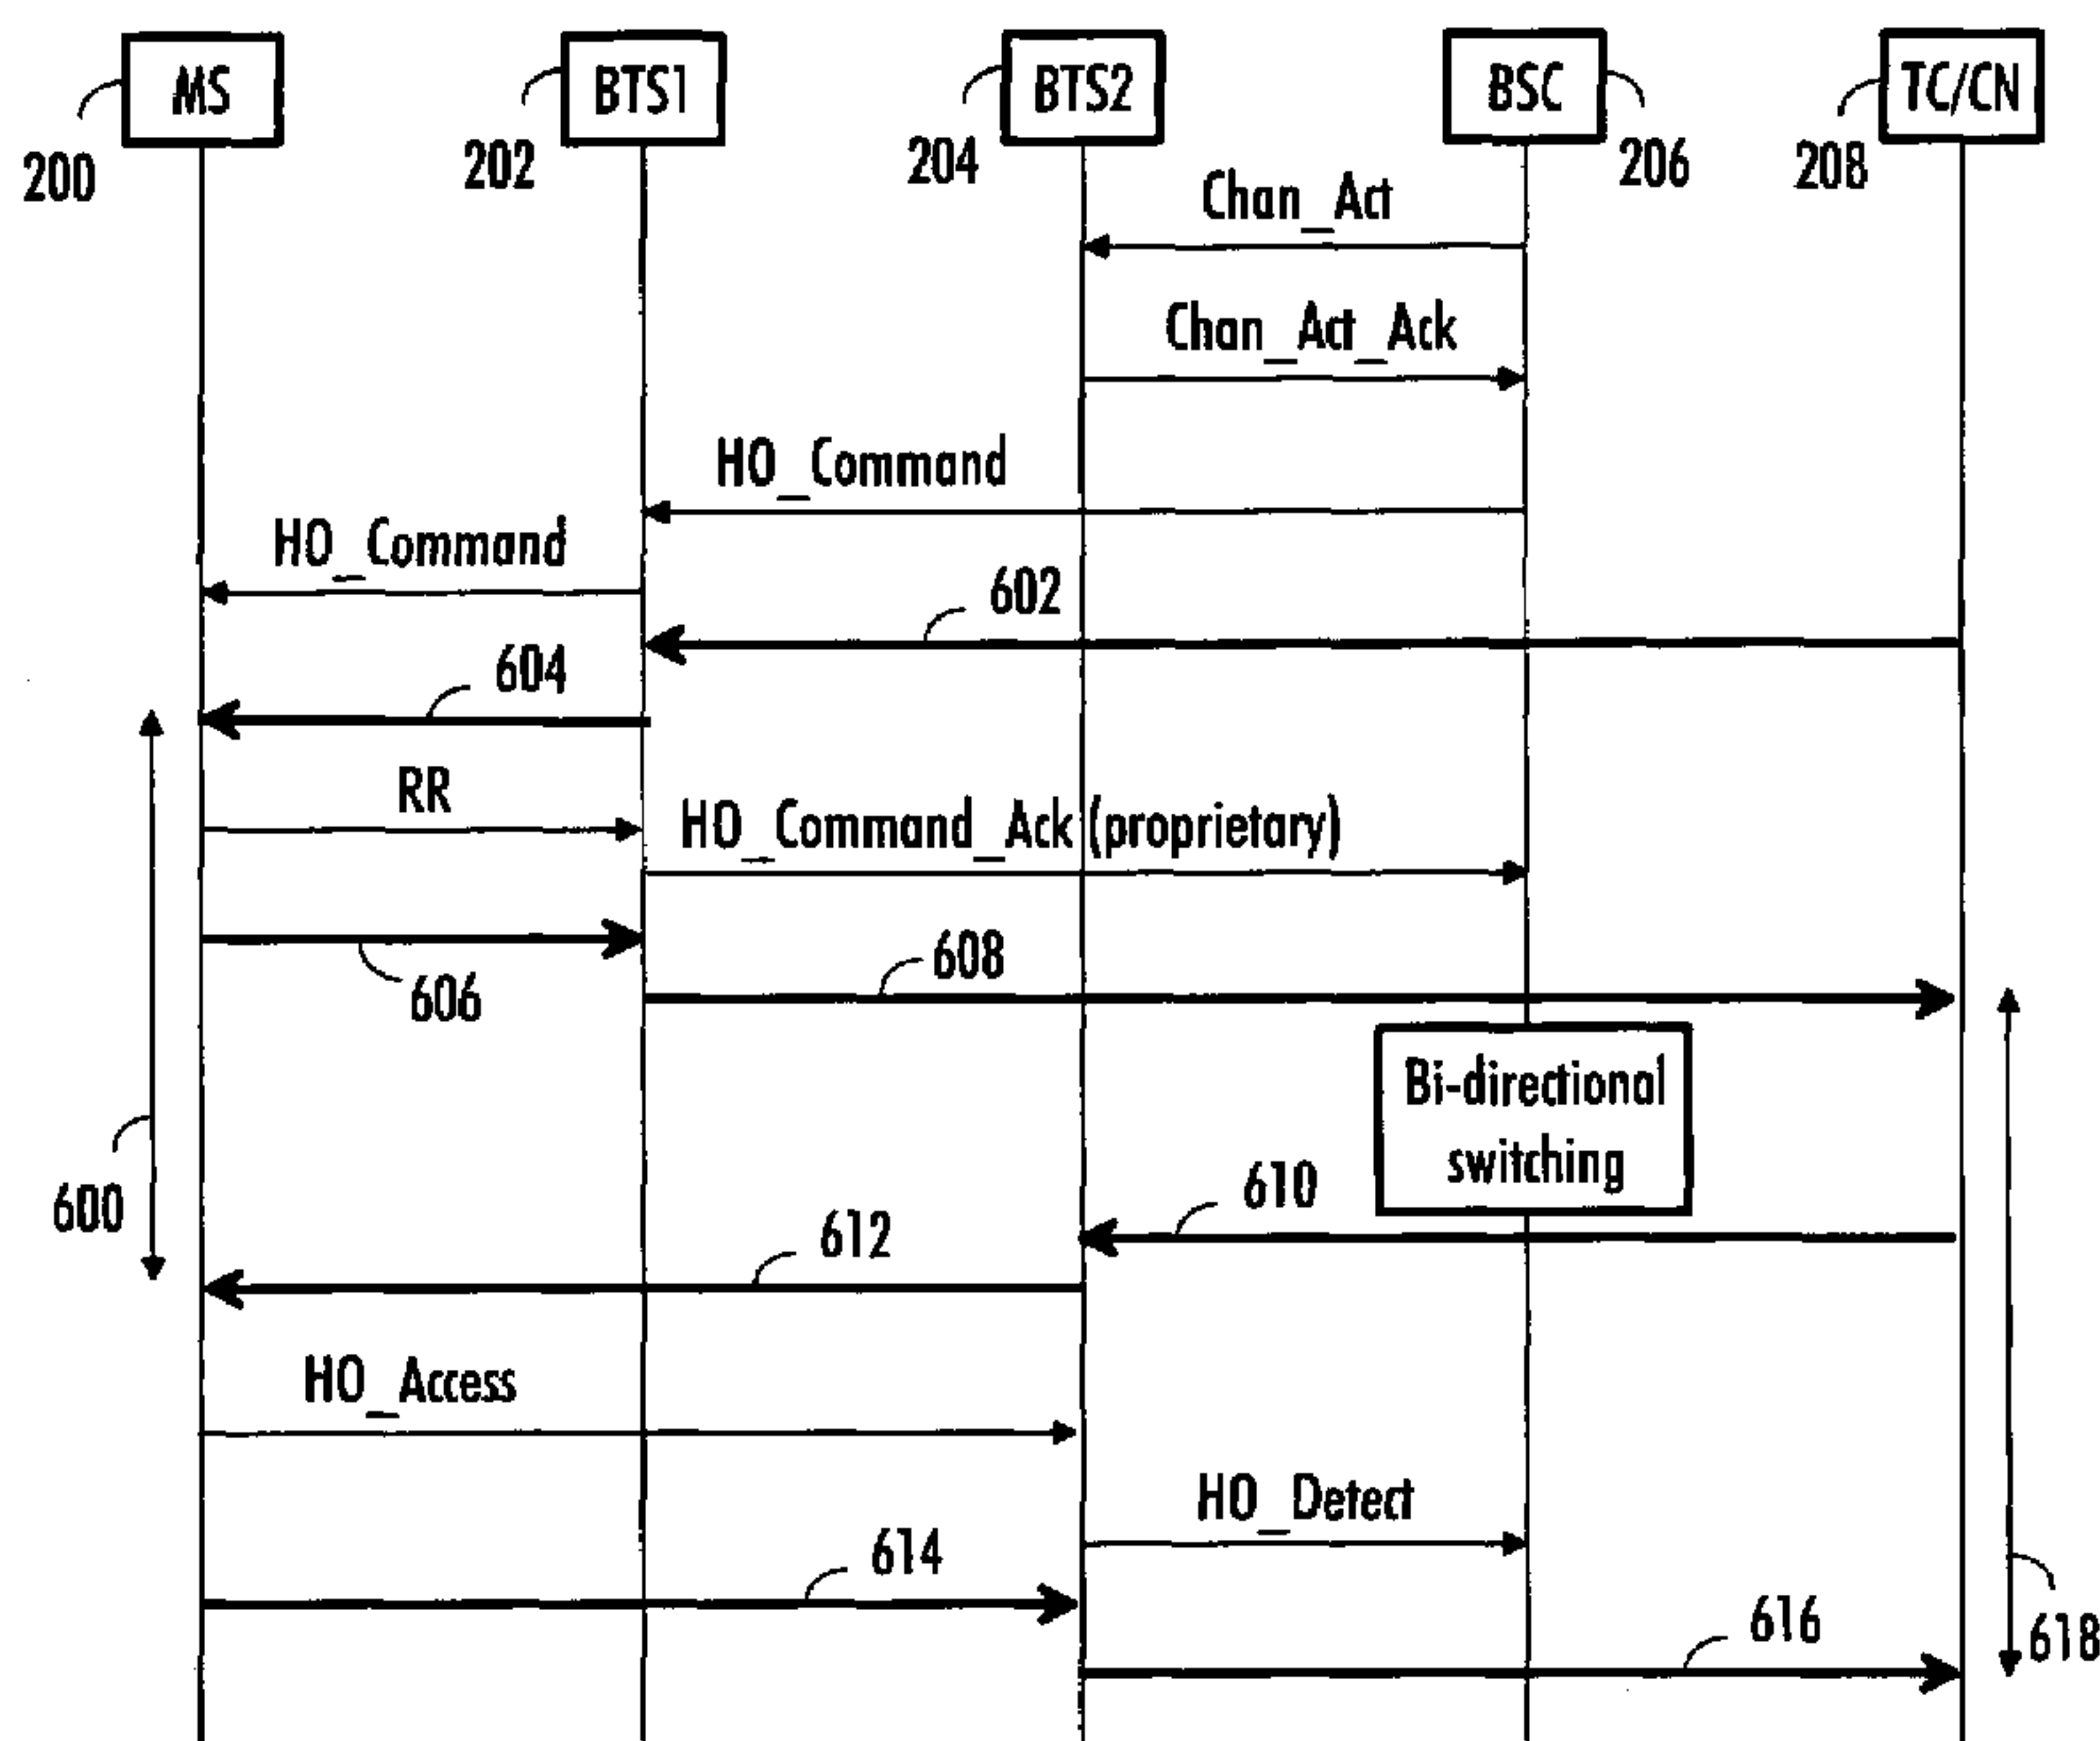 MS
BTS1
BTS2
BSC
TC/CN
200
202
204
206
208
Chan_Act
Chan_Act_Ack
HO_Command
HO_Command
602
604
RR
HO_Command_Ack (proprietary)
606
608
Bi-directional
switching
600
610
612
HO_Access
HO_Detect
614
616
618